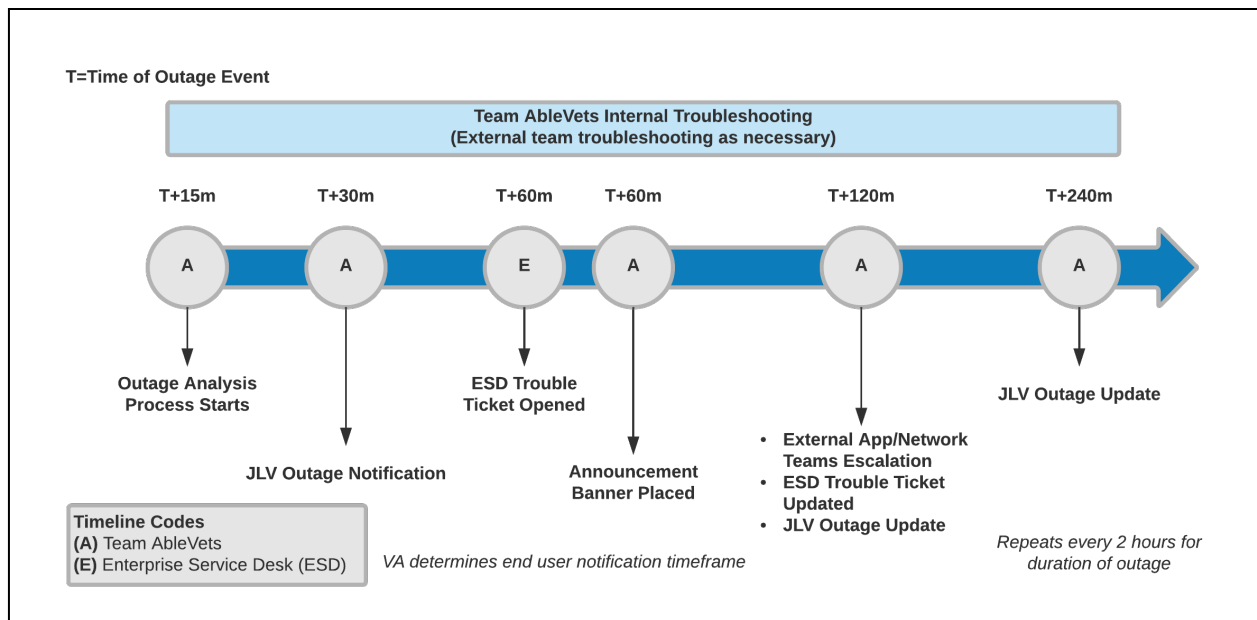 T=Time of Outage Event
Team AbleVets Internal Troubleshooting
(External team troubleshooting as necessary)
T+15m
T+30m
T+60m
T+60m
T+120m
T+240m
A
A
E
A
A
A
Outage Analysis
Process Starts
JLV Outage Notification
ESD Trouble
Ticket Opened
Announcement
Banner Placed
• External App/Network
Teams Escalation
• ESD Trouble Ticket
Updated
• JLV Outage Update
JLV Outage Update
Timeline Codes
(A) Team AbleVets
(E) Enterprise Service Desk (ESD)
VA determines end user notification timeframe
Repeats every 2 hours for
duration of outage